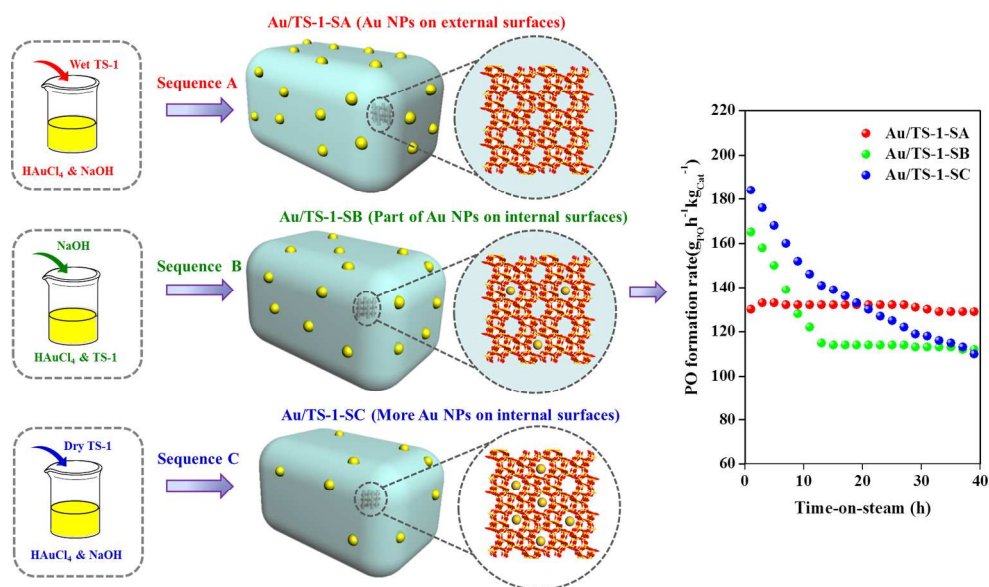 Au/TS-1-SA (Au NPs on external surfaces)
Wet TS-1
Sequence A
HAuCl₄ & NaOH
Au/TS-1-SB (Part of Au NPs on internal surfaces)
NaOH
Sequence B
HAuCl₄ & TS-1
Au/TS-1-SC (More Au NPs on internal surfaces)
Dry TS-1
Sequence C
HAuCl₄ & NaOH
PO formation rate(g_PO h⁻¹kg_Cat⁻¹)
220
200
180
160
140
120
100
80
60
Au/TS-1-SA
Au/TS-1-SB
Au/TS-1-SC
0 10 20 30 40
Time-on-steam (h)